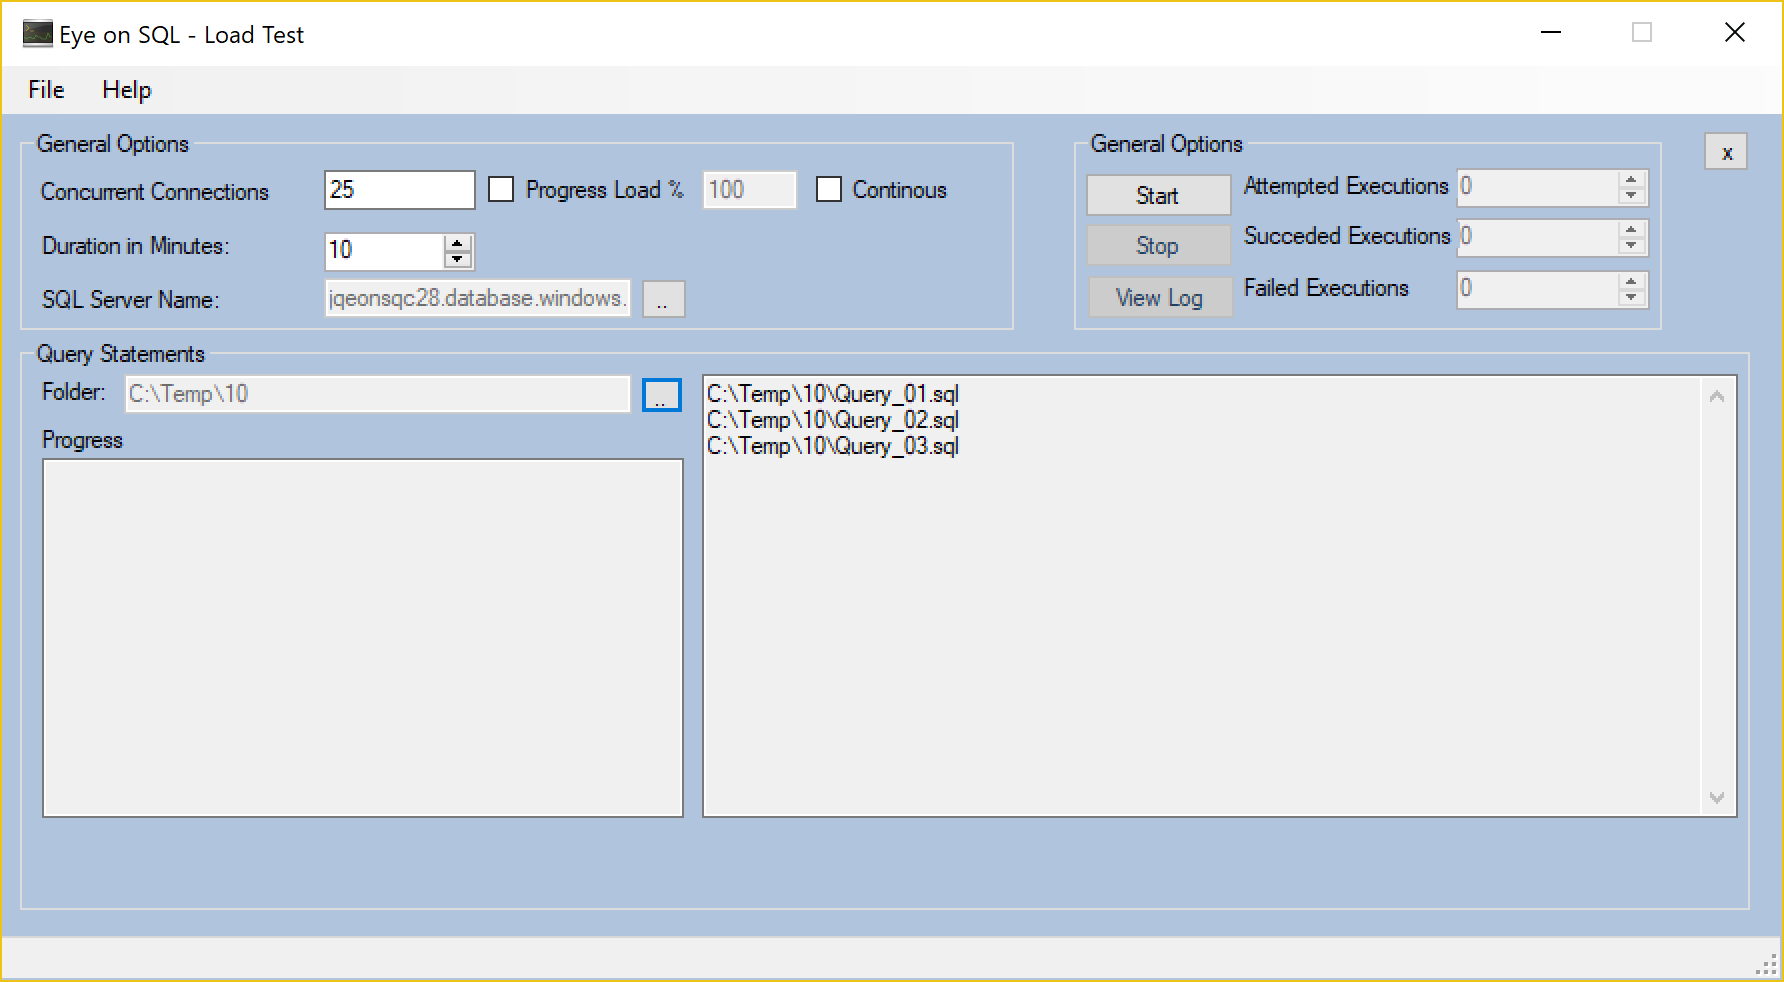 Eye on SQL - Load Test
File Help
General Options
Concurrent Connections 25 Progress Load % 100 Continous
Duration in Minutes: 10
SQL Server Name: jqeonsqc28.database.windows. ..
General Options
x
Start Attempted Executions 0
Stop Succeded Executions 0
View Log Failed Executions 0
Query Statements
Folder: C:\Temp\10 ..
Progress
C:\Temp\10\Query_01.sql
C:\Temp\10\Query_02.sql
C:\Temp\10\Query_03.sql